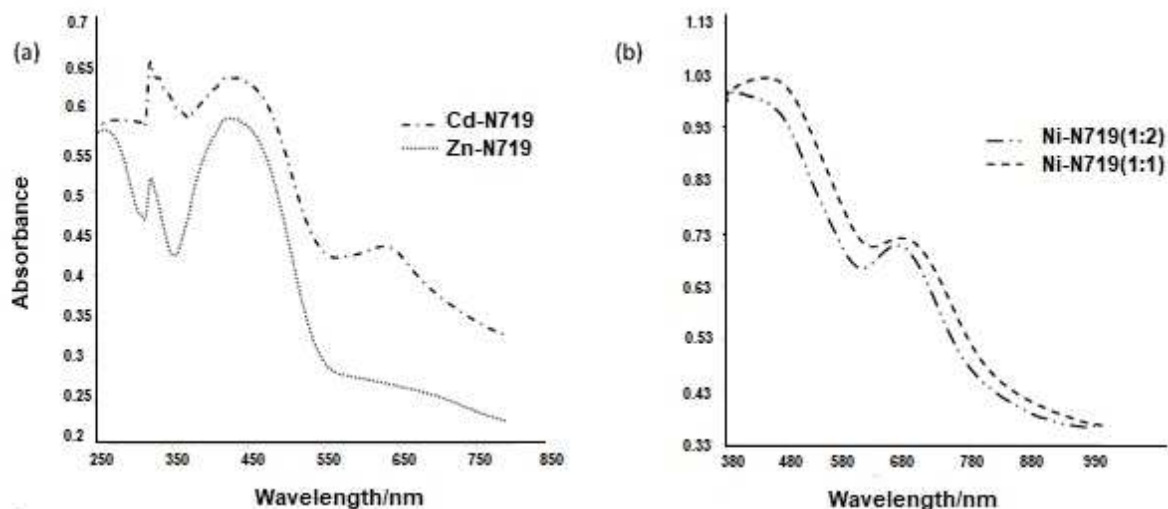 (a)
0.7
0.65
0.6
0.55
0.5
0.45
0.4
0.35
0.3
0.25
0.2
Absorbance
250 350 450 550 650 750 850
Wavelength/nm
Cd-N719
Zn-N719
(b)
1.13
1.03
0.93
0.83
0.73
0.63
0.53
0.43
0.33
380 480 580 680 780 880 990
Wavelength/nm
Ni-N719(1:2)
Ni-N719(1:1)